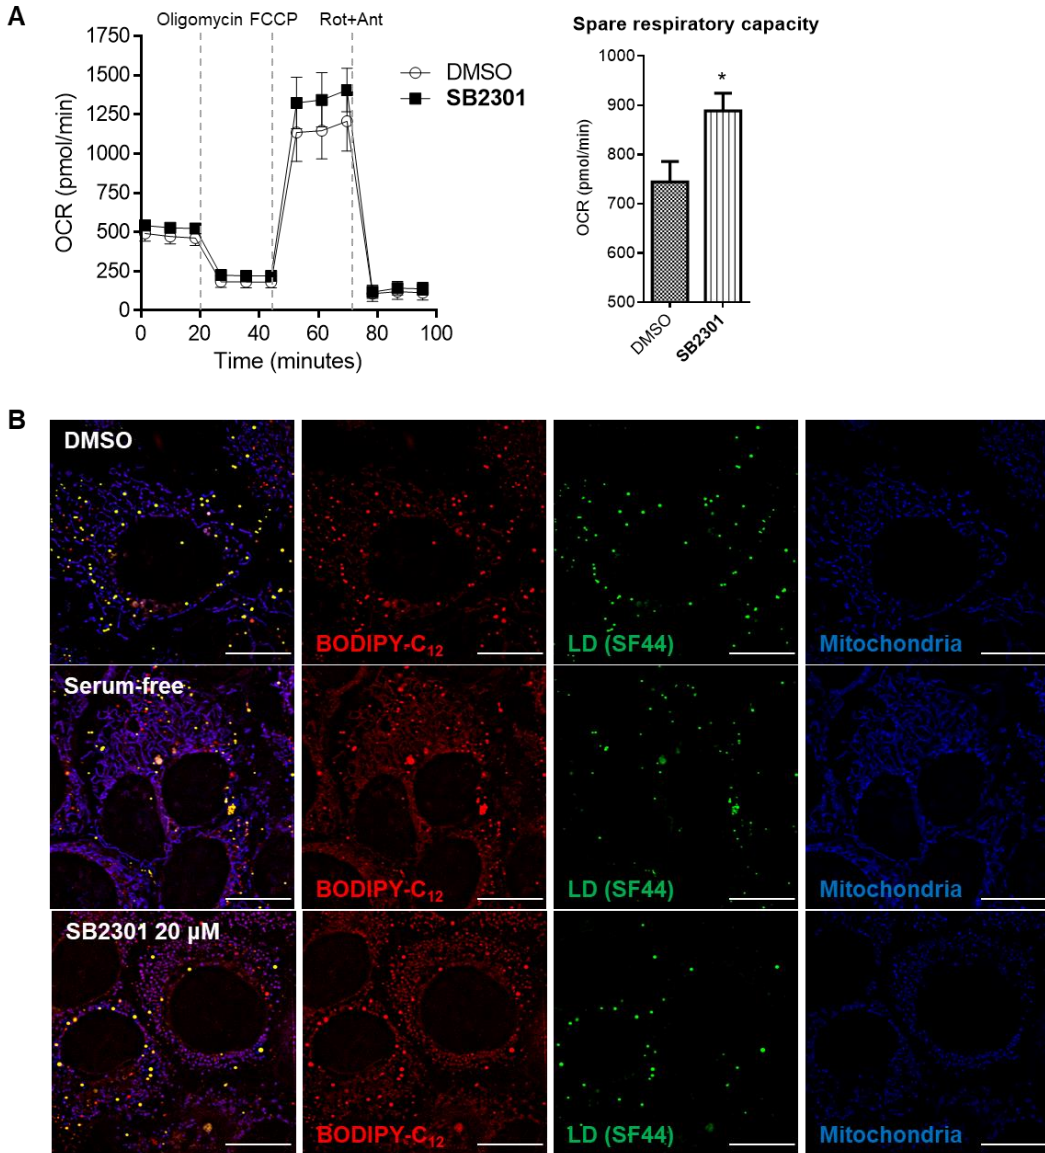 A
Oligomycin FCCP Rot+Ant
1750
1500
1250
1000
750
500
250
0
OCR (pmol/min)
0 20 40 60 80 100
Time (minutes)
DMSO
SB2301
Spare respiratory capacity
1000
900
800
700
600
500
OCR (pmol/min)
*
DMSO
SB2301
B
DMSO
BODIPY-C₁₂
LD (SF44)
Mitochondria
Serum-free
BODIPY-C₁₂
LD (SF44)
Mitochondria
SB2301 20 μM
BODIPY-C₁₂
LD (SF44)
Mitochondria